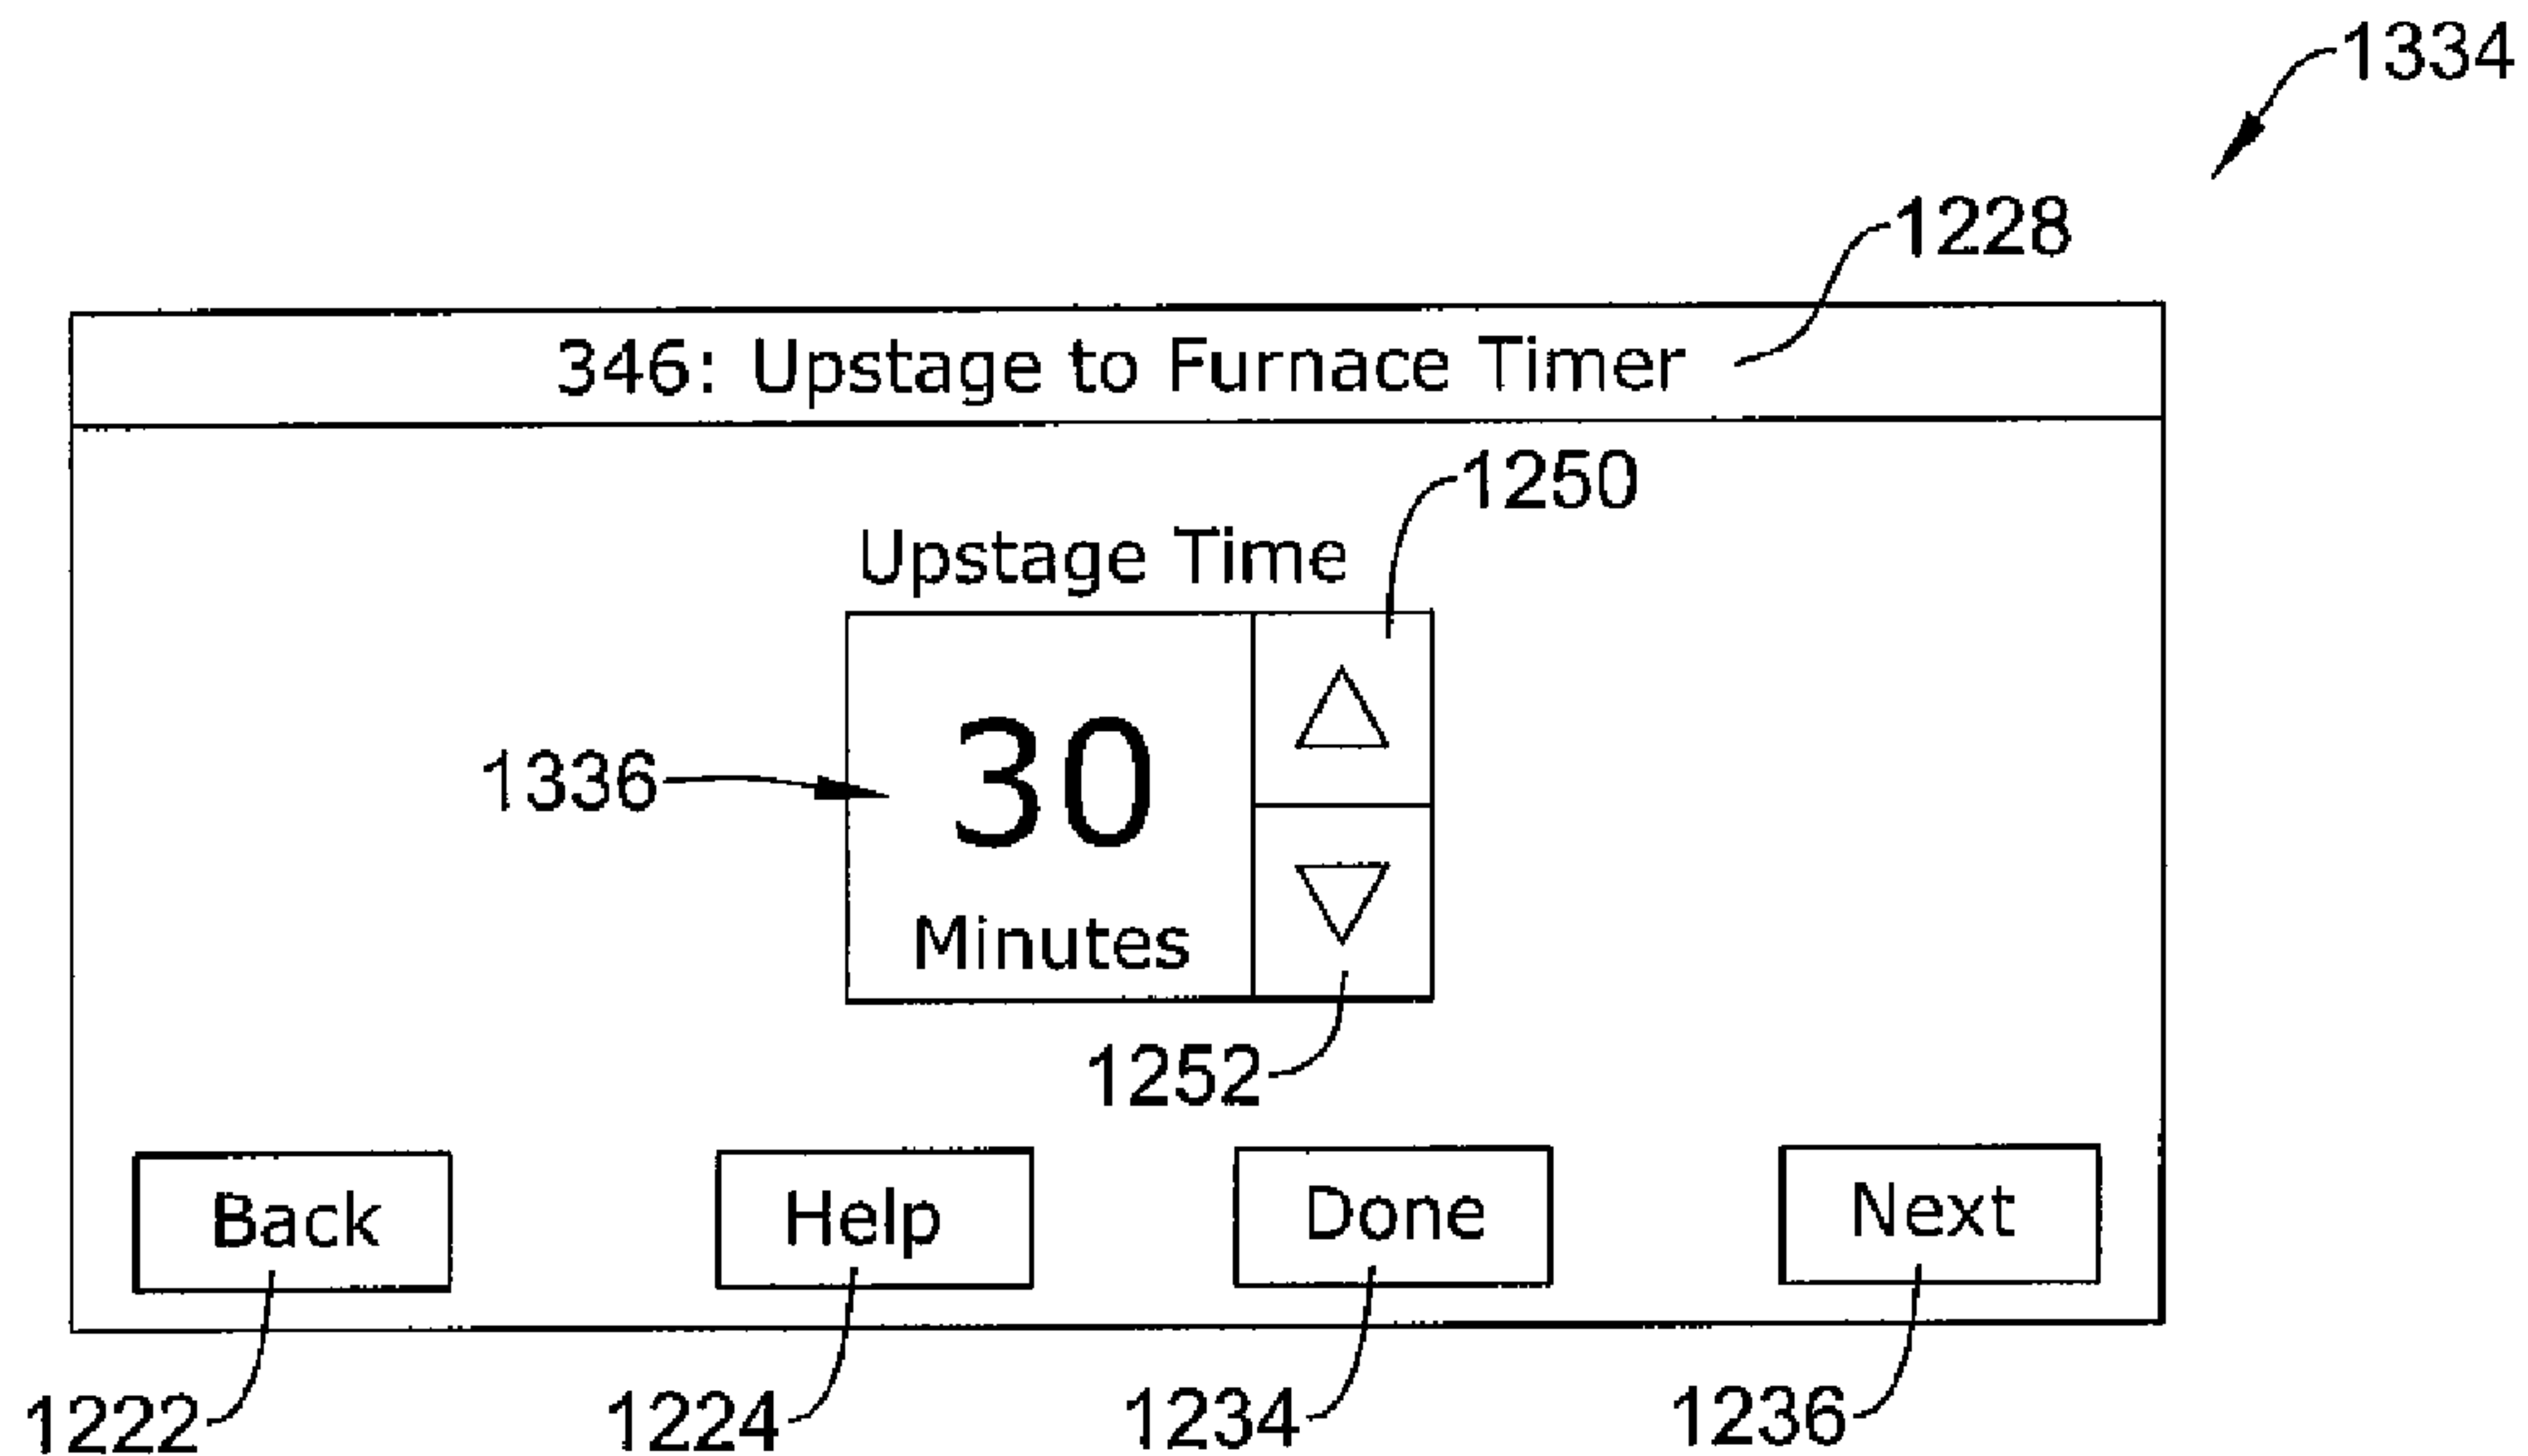 1334
1228
346: Upstage to Furnace Timer
1250
Upstage Time
1336
30
Minutes
1252
Back Help Done Next
1222 1224 1234 1236